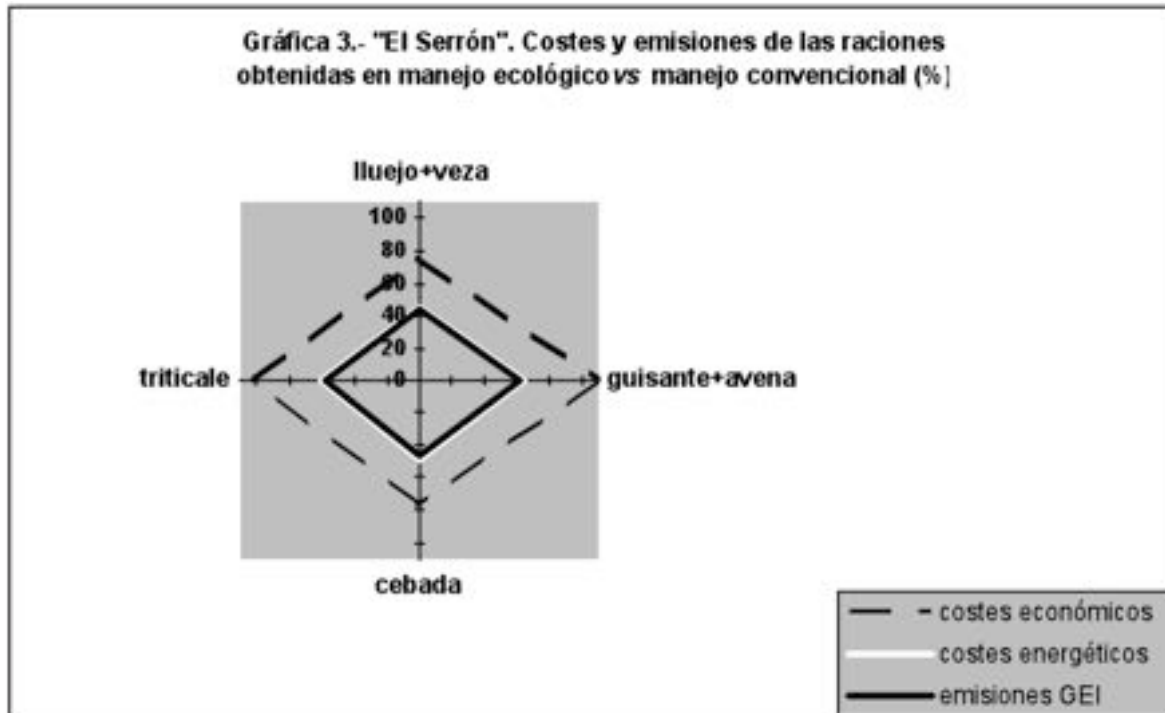 Gráfica 3.- "El Serrón". Costes y emisiones de las raciones
obtenidas en manejo ecológico vs manejo convencional (%)
lluejo+veza
100
80
60
40
20
0
triticale
guisante+avena
cebada
costes económicos
costes energéticos
emisiones GEI